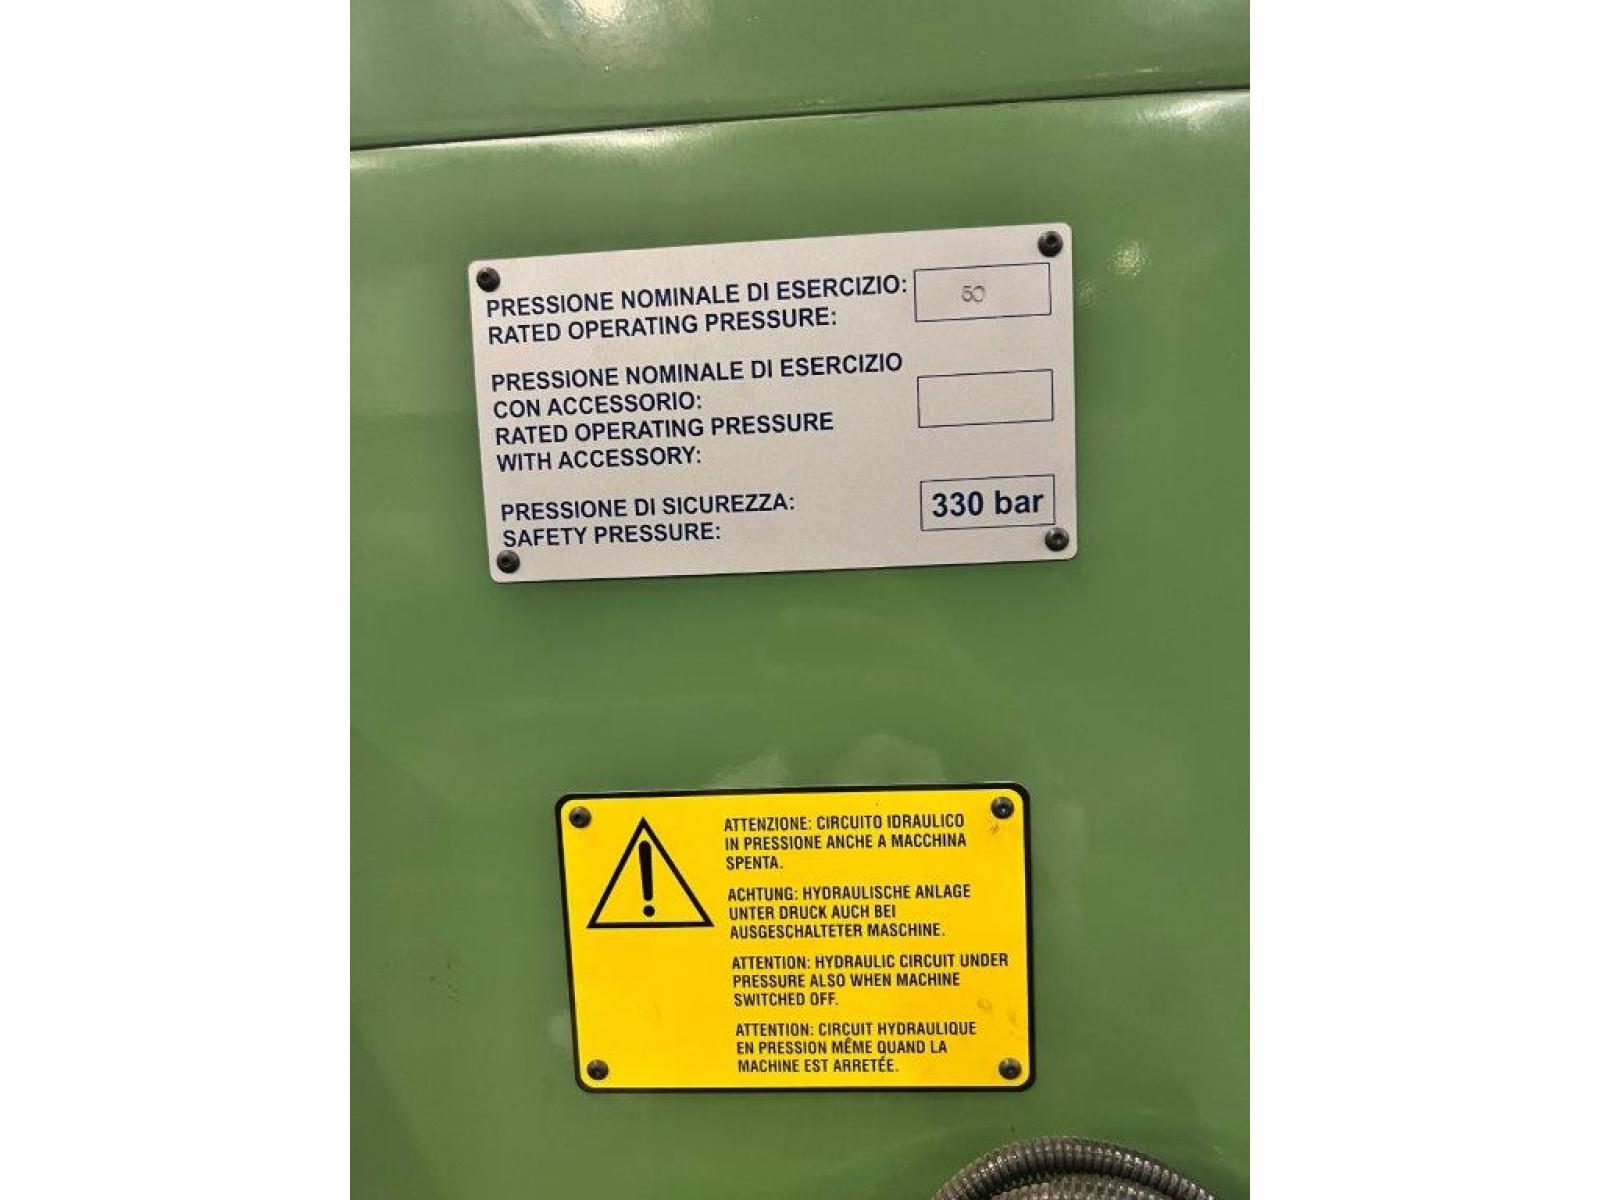 PRESSIONE NOMINALE DI ESERCIZIO: 50
RATED OPERATING PRESSURE:
PRESSIONE NOMINALE DI ESERCIZIO
CON ACCESSORIO:
RATED OPERATING PRESSURE
WITH ACCESSORY:
PRESSIONE DI SICUREZZA: 330 bar
SAFETY PRESSURE:
ATTENZIONE: CIRCUITO IDRAULICO
IN PRESSIONE ANCHE A MACCHINA
SPENTA.
ACHTUNG: HYDRAULISCHE ANLAGE
UNTER DRUCK AUCH BEI
AUSGESCHALTETER MASCHINE.
ATTENTION: HYDRAULIC CIRCUIT UNDER
PRESSURE ALSO WHEN MACHINE
SWITCHED OFF.
ATTENTION: CIRCUIT HYDRAULIQUE
EN PRESSION MÊME QUAND LA
MACHINE EST ARRETÉE.